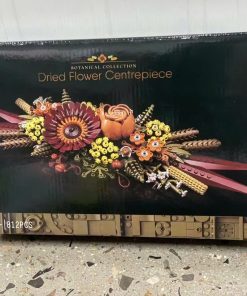 BOTANICAL COLLECTION
Dried Flower Centrepiece
812PCS